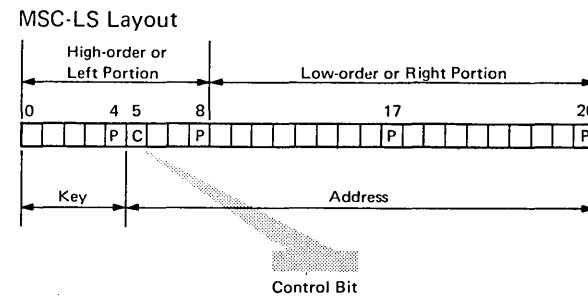 MSC-LS Layout
High-order or
Left Portion
Low-order or Right Portion
0 4 5 8 17 20
P C P P P
Key
Address
Control Bit